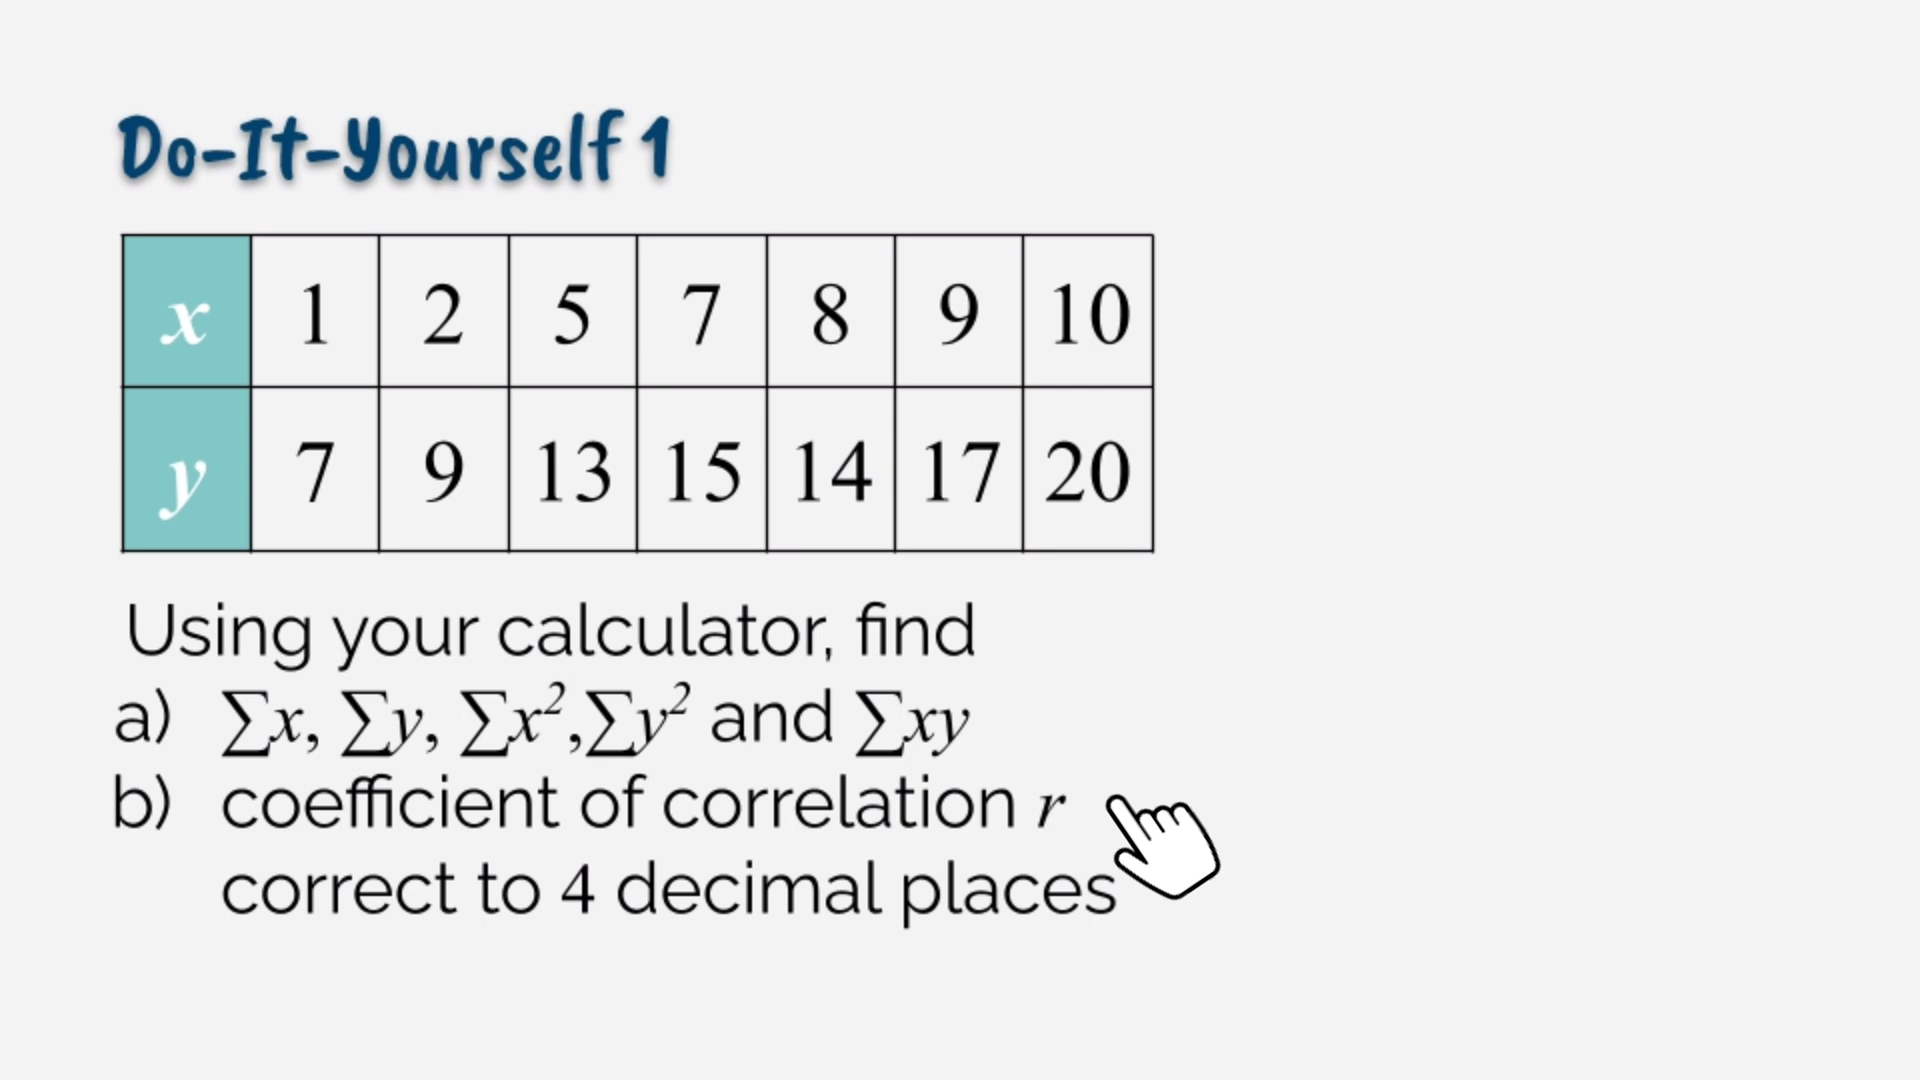 Do-It-Yourself 1
x 1 2 5 7 8 9 10
y 7 9 13 15 14 17 20
Using your calculator, find
a) ∑x, ∑y, ∑x²,∑y² and ∑xy
b) coefficient of correlation r
correct to 4 decimal places